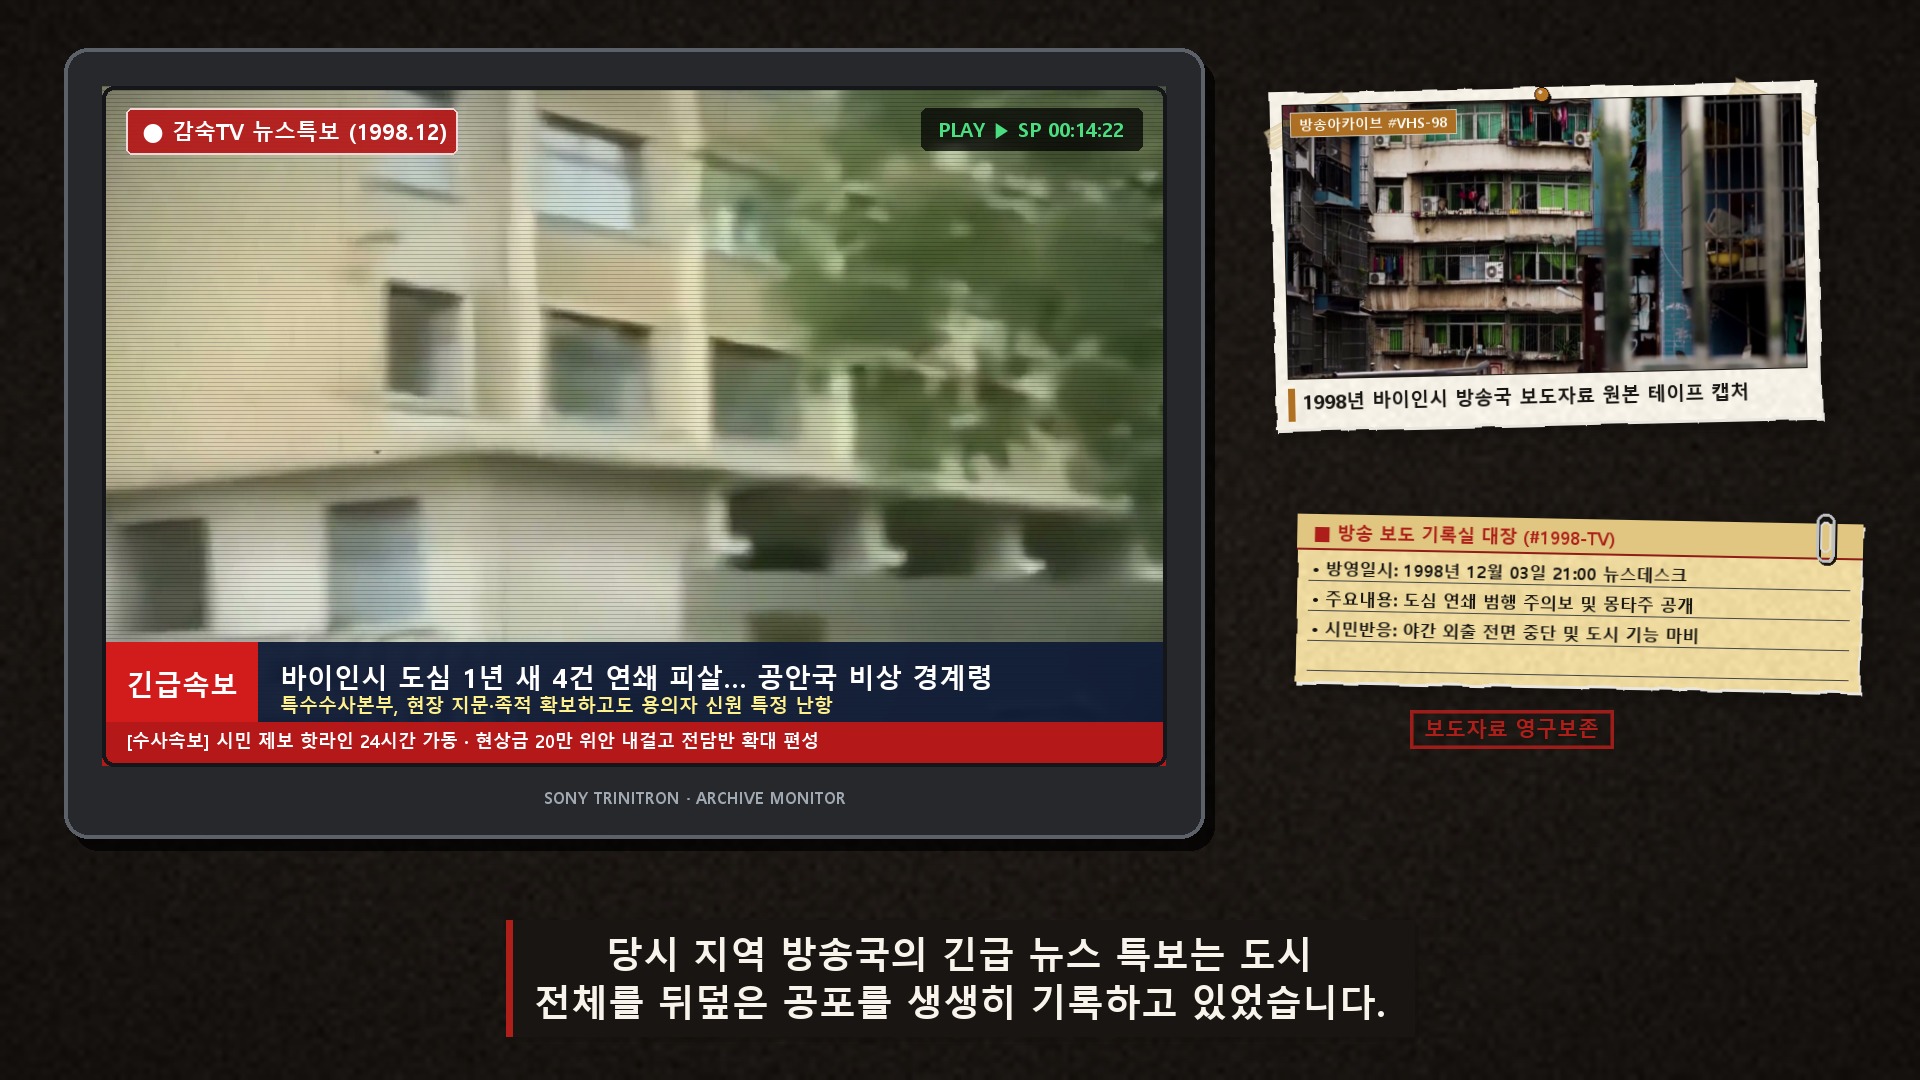 감숙TV 뉴스특보 (1998.12)
PLAY ▶ SP 00:14:22
긴급속보
바이인시 도심 1년 새 4건 연쇄 피살... 공안국 비상 경계령
특수수사본부, 현장 지문·족적 확보하고도 용의자 신원 특정 난항
[수사속보] 시민 제보 핫라인 24시간 가동 · 현상금 20만 위안 내걸고 전담반 확대 편성
SONY TRINITRON · ARCHIVE MONITOR
방송아카이브 #VHS-98
1998년 바이인시 방송국 보도자료 원본 테이프 캡처
■ 방송 보도 기록실 대장 (#1998-TV)
• 방영일시: 1998년 12월 03일 21:00 뉴스데스크
• 주요내용: 도심 연쇄 범행 주의보 및 몽타주 공개
• 시민반응: 야간 외출 전면 중단 및 도시 기능 마비
보도자료 영구보존
당시 지역 방송국의 긴급 뉴스 특보는 도시
전체를 뒤덮은 공포를 생생히 기록하고 있었습니다.